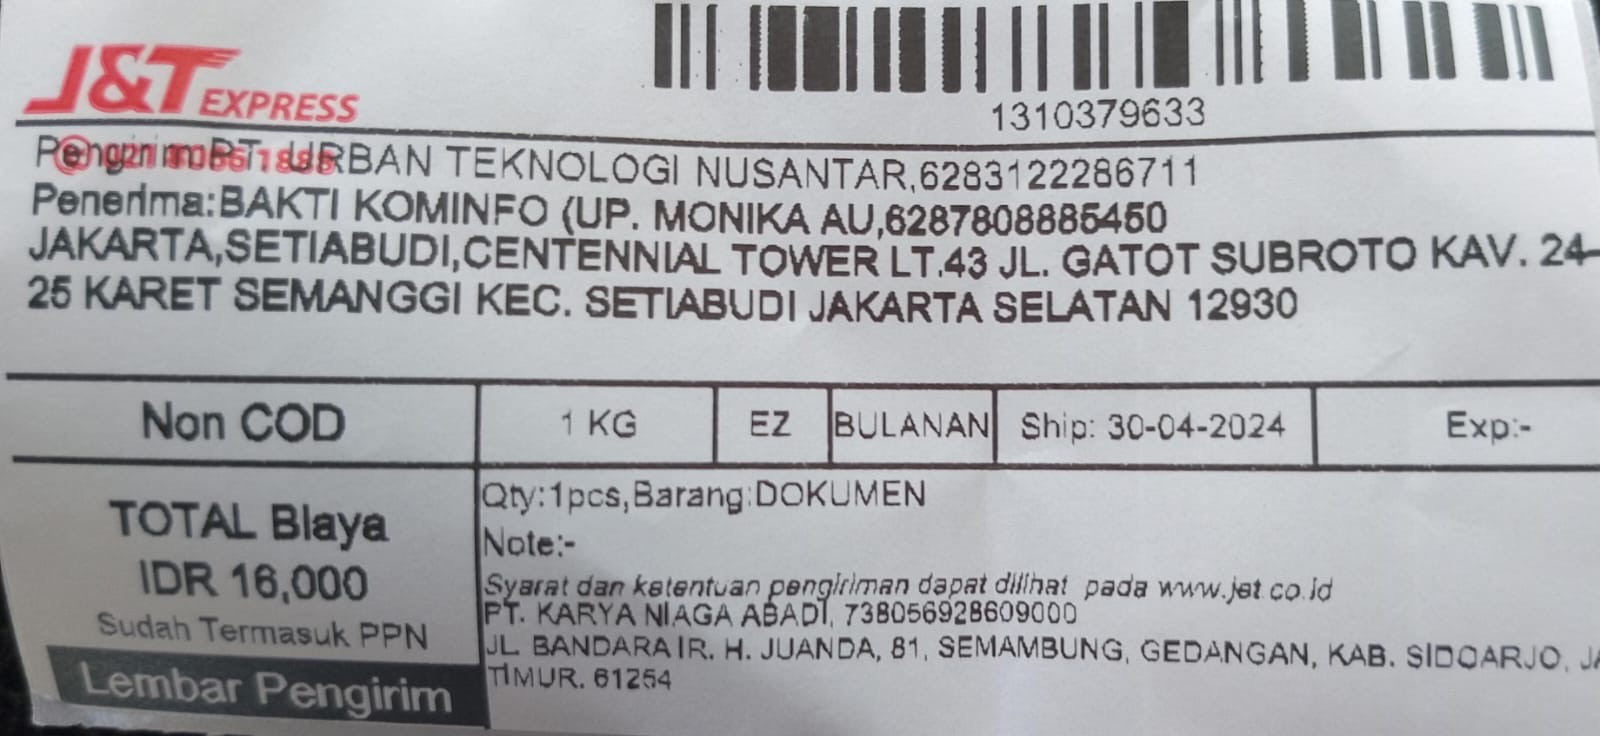 J&T EXPRESS
1310379633
Pengirim:PT. URBAN TEKNOLOGI NUSANTAR,6283122286711
Penerima:BAKTI KOMINFO (UP. MONIKA AU,6287808885450
JAKARTA,SETIABUDI,CENTENNIAL TOWER LT.43 JL. GATOT SUBROTO KAV. 24-
25 KARET SEMANGGI KEC. SETIABUDI JAKARTA SELATAN 12930
Non COD
1 KG
EZ
BULANAN
Ship: 30-04-2024
Exp:-
TOTAL Biaya
IDR 16,000
Sudah Termasuk PPN
Lembar Pengirim
Qty:1pcs,Barang:DOKUMEN
Note:-
Syarat dan ketentuan pengiriman dapat dilihat pada www.jet.co.id
PT. KARYA NIAGA ABADI, 738056928609000
JL. BANDARA IR. H. JUANDA, 81, SEMAMBUNG, GEDANGAN, KAB. SIDOARJO, JA
TIMUR. 61254